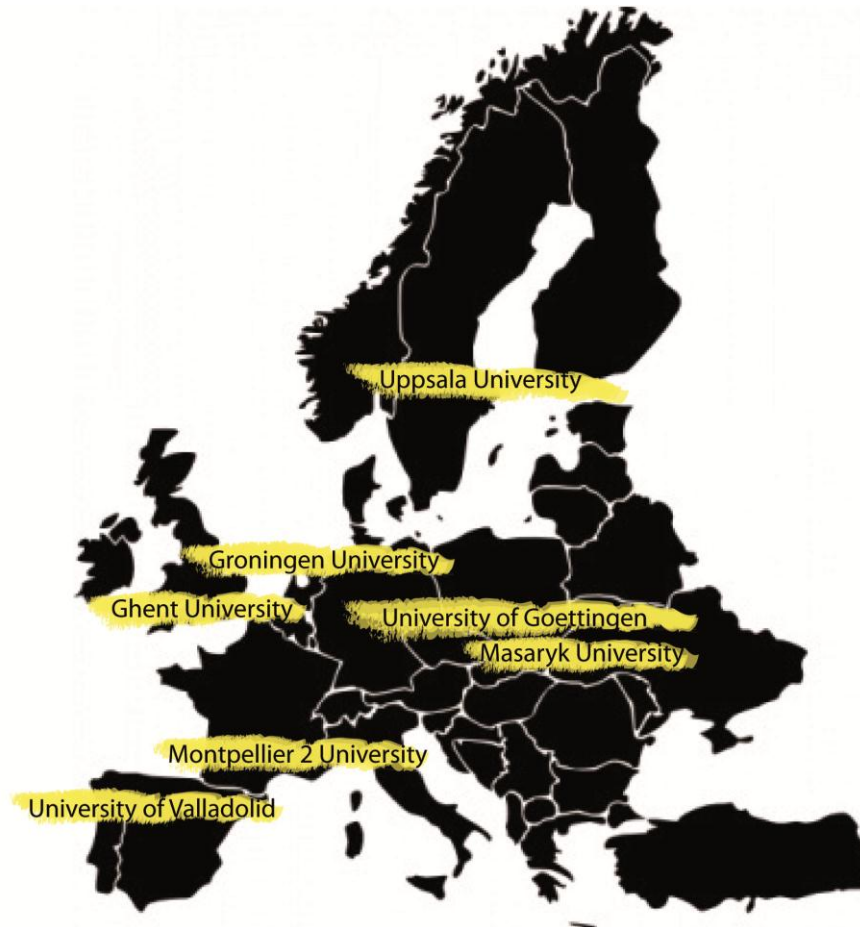 Uppsala University
Groningen University
Ghent University
University of Goettingen
Masaryk University
Montpellier 2 University
University of Valladolid